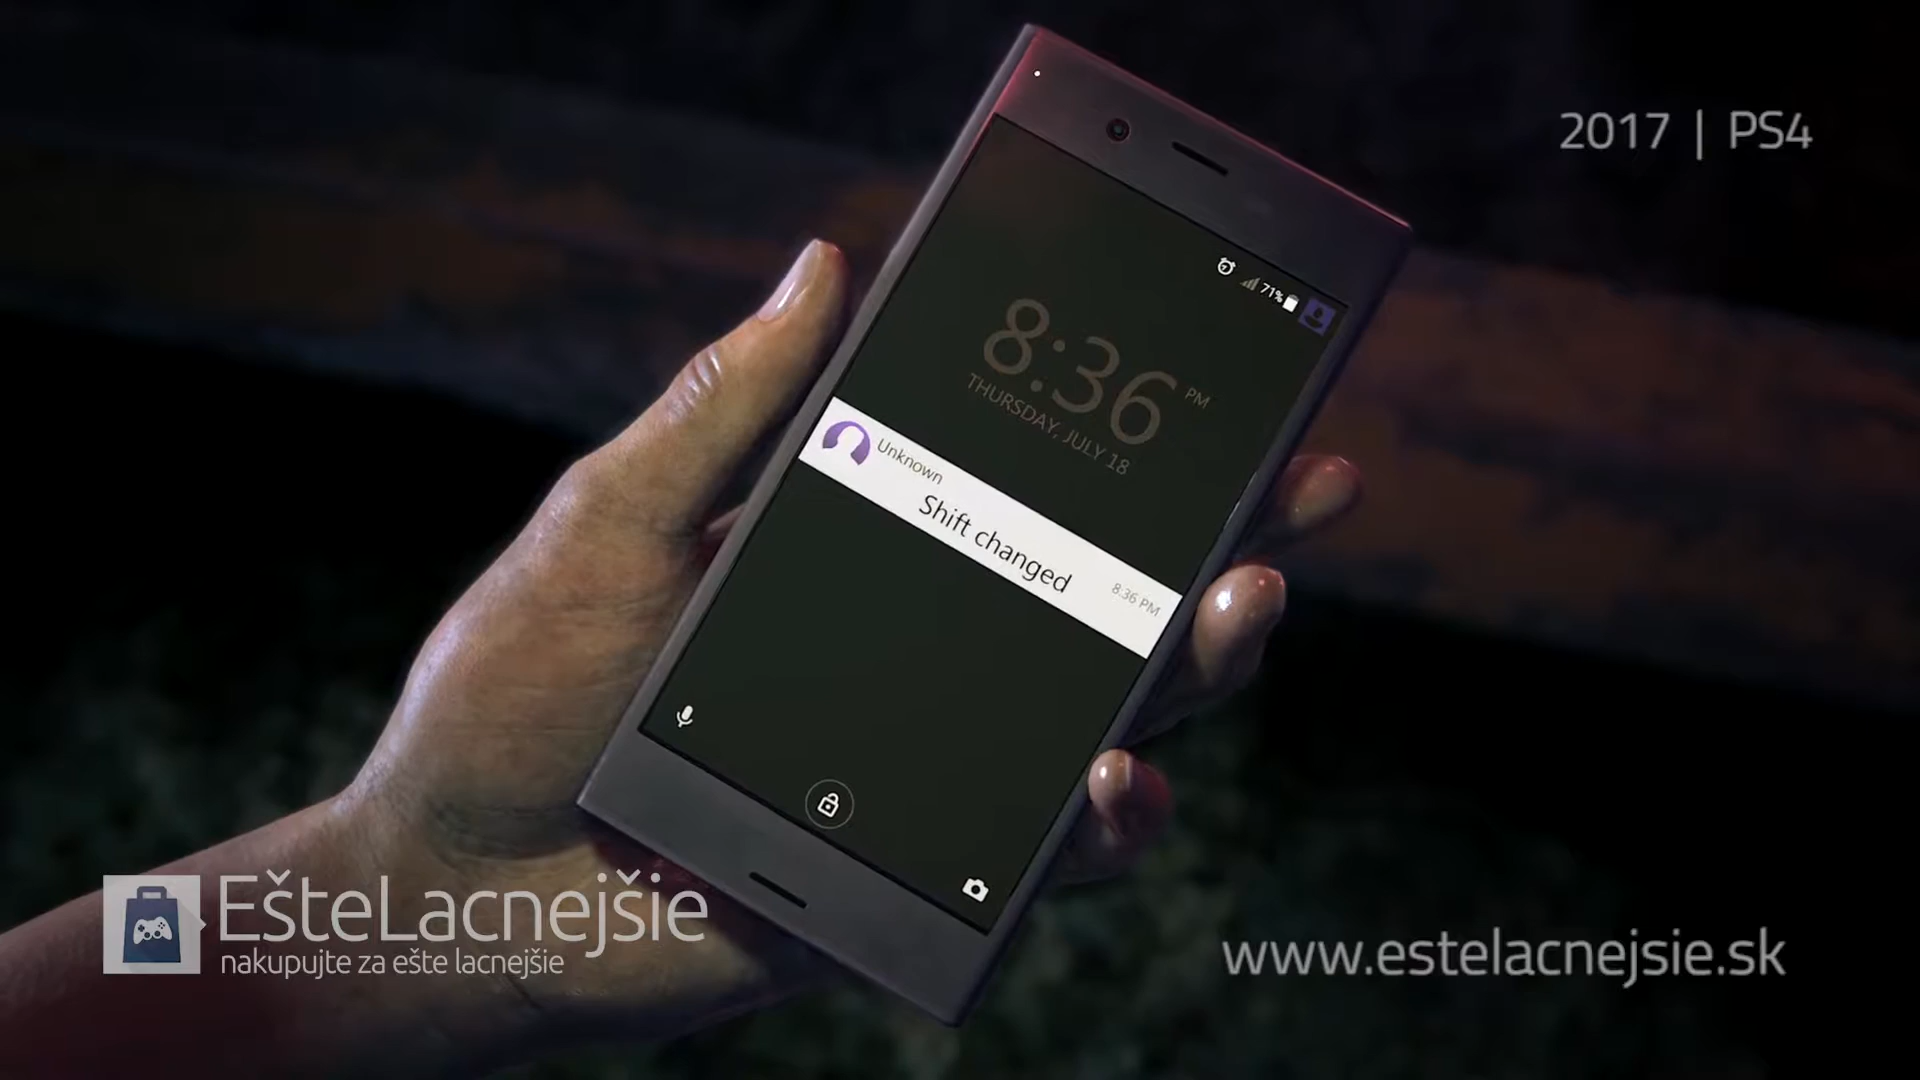 2017 | PS4
71%
8:36 PM
THURSDAY, JULY 18
Unknown
Shift changed
8:36 PM
EšteLacnejšie
nakupujte za ešte lacnejšie
www.estelacnejsie.sk